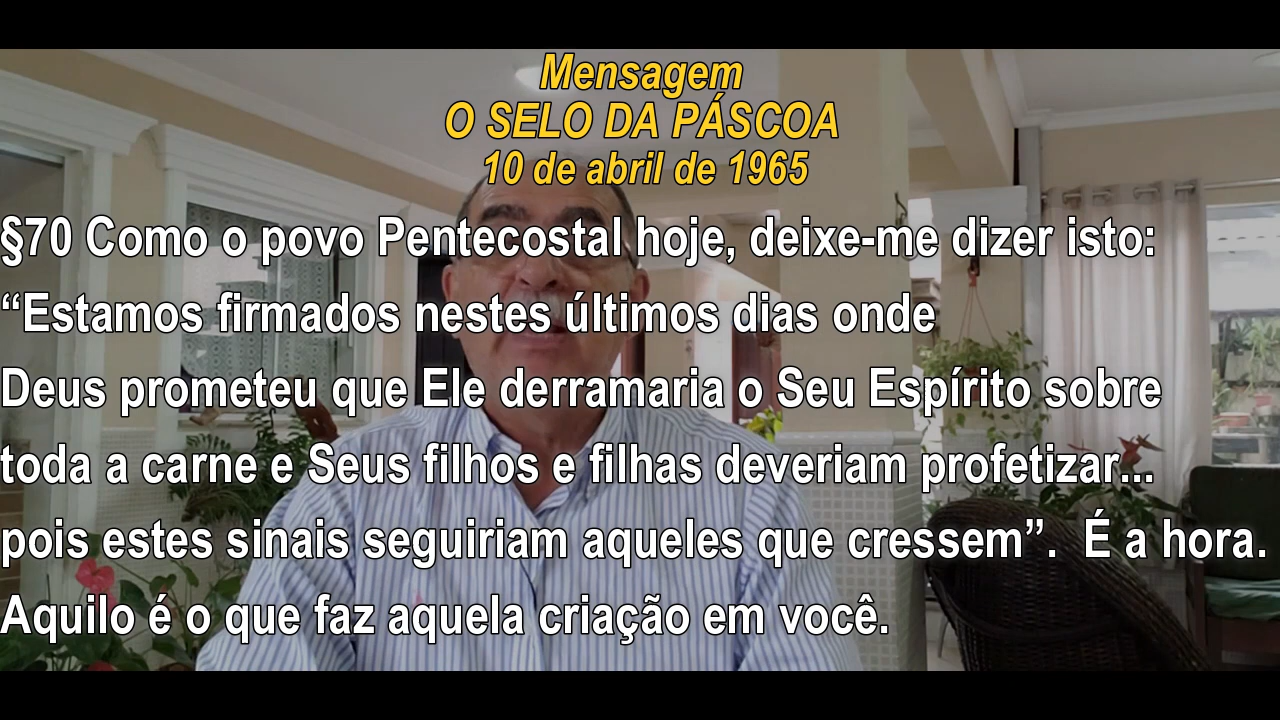 Mensagem
O SELO DA PÁSCOA
10 de abril de 1965
§70 Como o povo Pentecostal hoje, deixe-me dizer isto:
“Estamos firmados nestes últimos dias onde
Deus prometeu que Ele derramaria o Seu Espírito sobre
toda a carne e Seus filhos e filhas deveriam profetizar...
pois estes sinais seguiriam aqueles que cressem”. É a hora.
Aquilo é o que faz aquela criação em você.